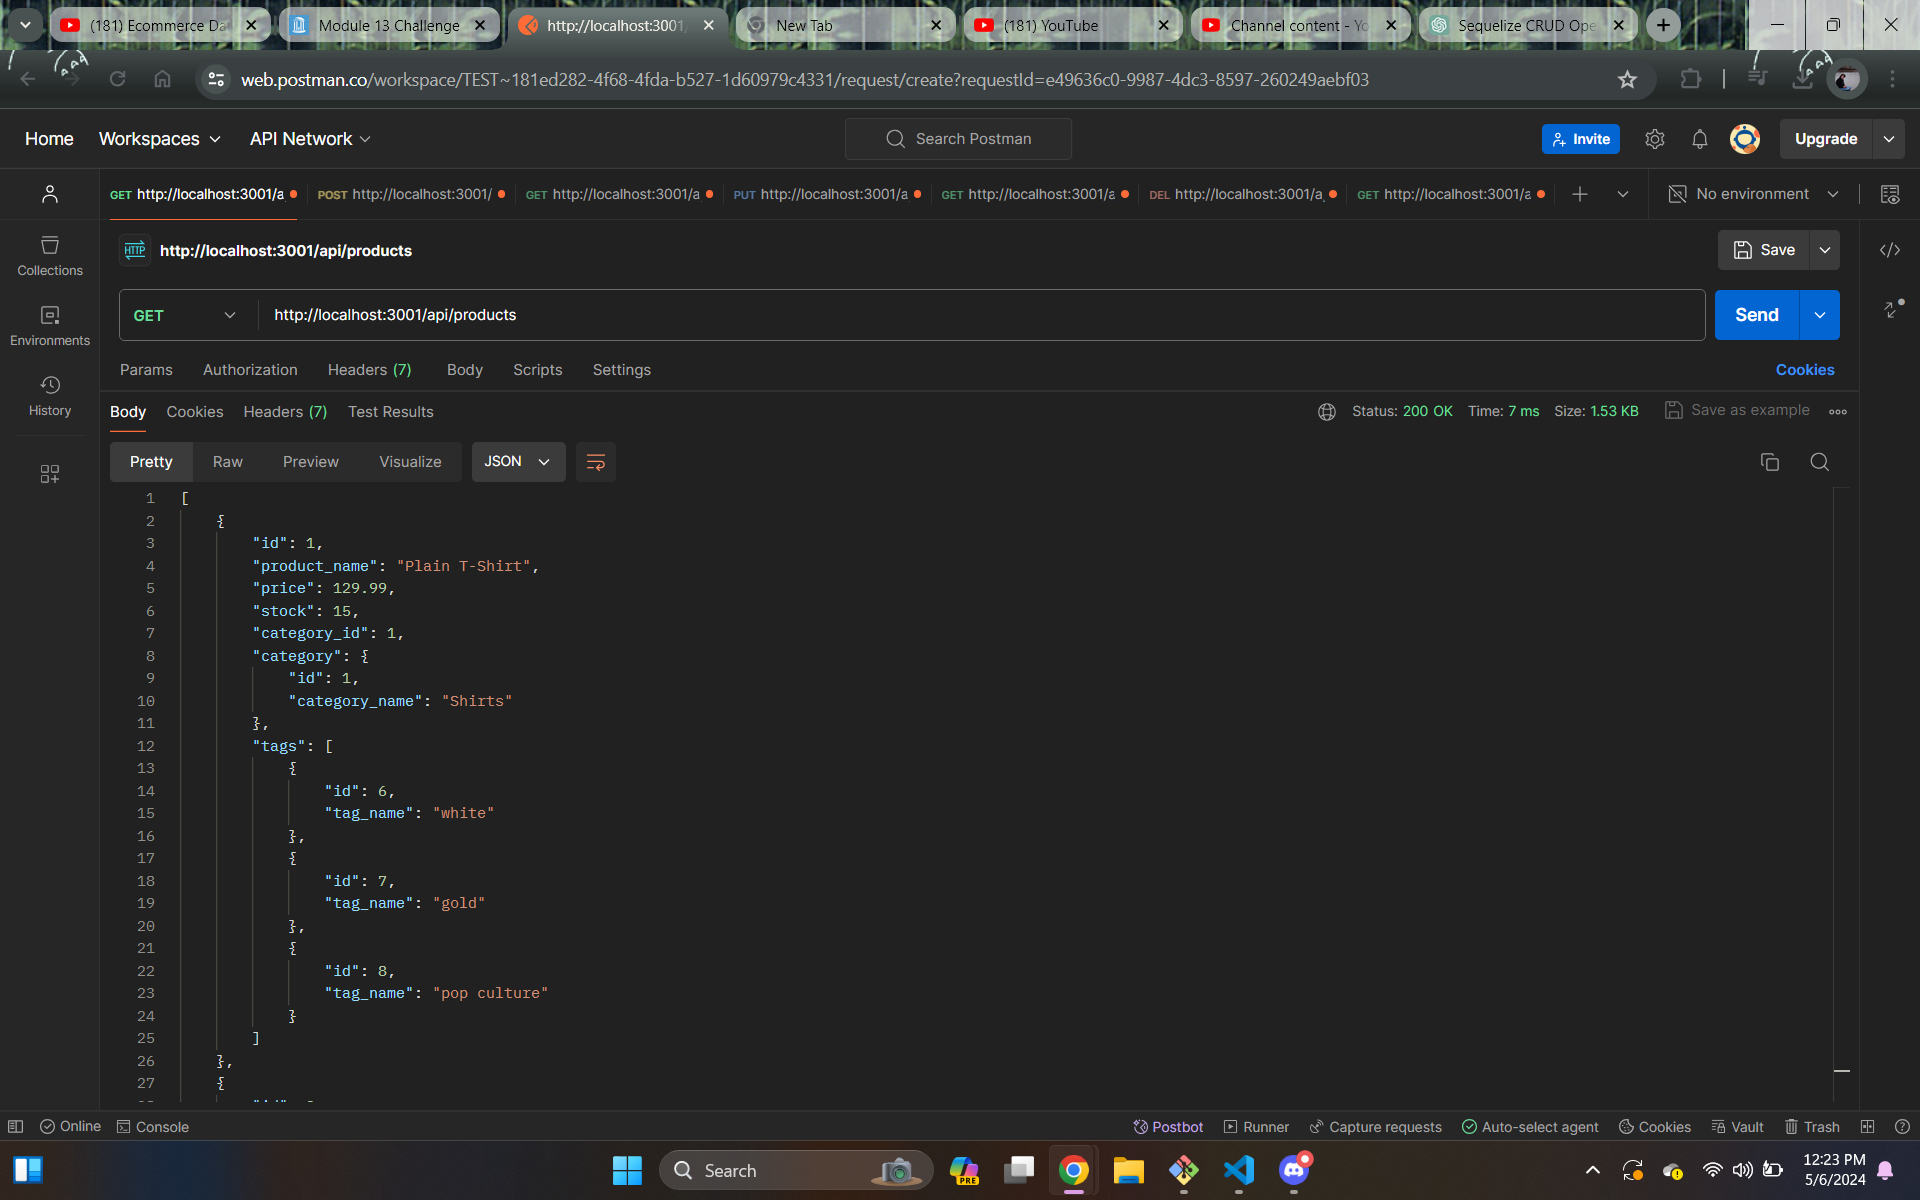 (181) Ecommerce Da
Module 13 Challenge
http://localhost:3001/
New Tab
(181) YouTube
Channel content - Yo
Sequelize CRUD Ope
web.postman.co/workspace/TEST~181ed282-4f68-4fda-b527-1d60979c4331/request/create?requestId=e49636c0-9987-4dc3-8597-260249aebf03
Home
Workspaces
API Network
Search Postman
Invite
Upgrade
GET http://localhost:3001/a
POST http://localhost:3001/
GET http://localhost:3001/a
PUT http://localhost:3001/a
GET http://localhost:3001/a
DEL http://localhost:3001/a
GET http://localhost:3001/a
No environment
Collections
Environments
History
HTTP http://localhost:3001/api/products
Save
GET
http://localhost:3001/api/products
Send
Params
Authorization
Headers (7)
Body
Scripts
Settings
Cookies
Body
Cookies
Headers (7)
Test Results
Status: 200 OK
Time: 7 ms
Size: 1.53 KB
Save as example
Pretty
Raw
Preview
Visualize
JSON
1 [
2 {
3 "id": 1,
4 "product_name": "Plain T-Shirt",
5 "price": 129.99,
6 "stock": 15,
7 "category_id": 1,
8 "category": {
9 "id": 1,
10 "category_name": "Shirts"
11 },
12 "tags": [
13 {
14 "id": 6,
15 "tag_name": "white"
16 },
17 {
18 "id": 7,
19 "tag_name": "gold"
20 },
21 {
22 "id": 8,
23 "tag_name": "pop culture"
24 }
25 ]
26 },
27 {
Online
Console
Postbot
Runner
Capture requests
Auto-select agent
Cookies
Vault
Trash
Search
PRE
12:23 PM
5/6/2024